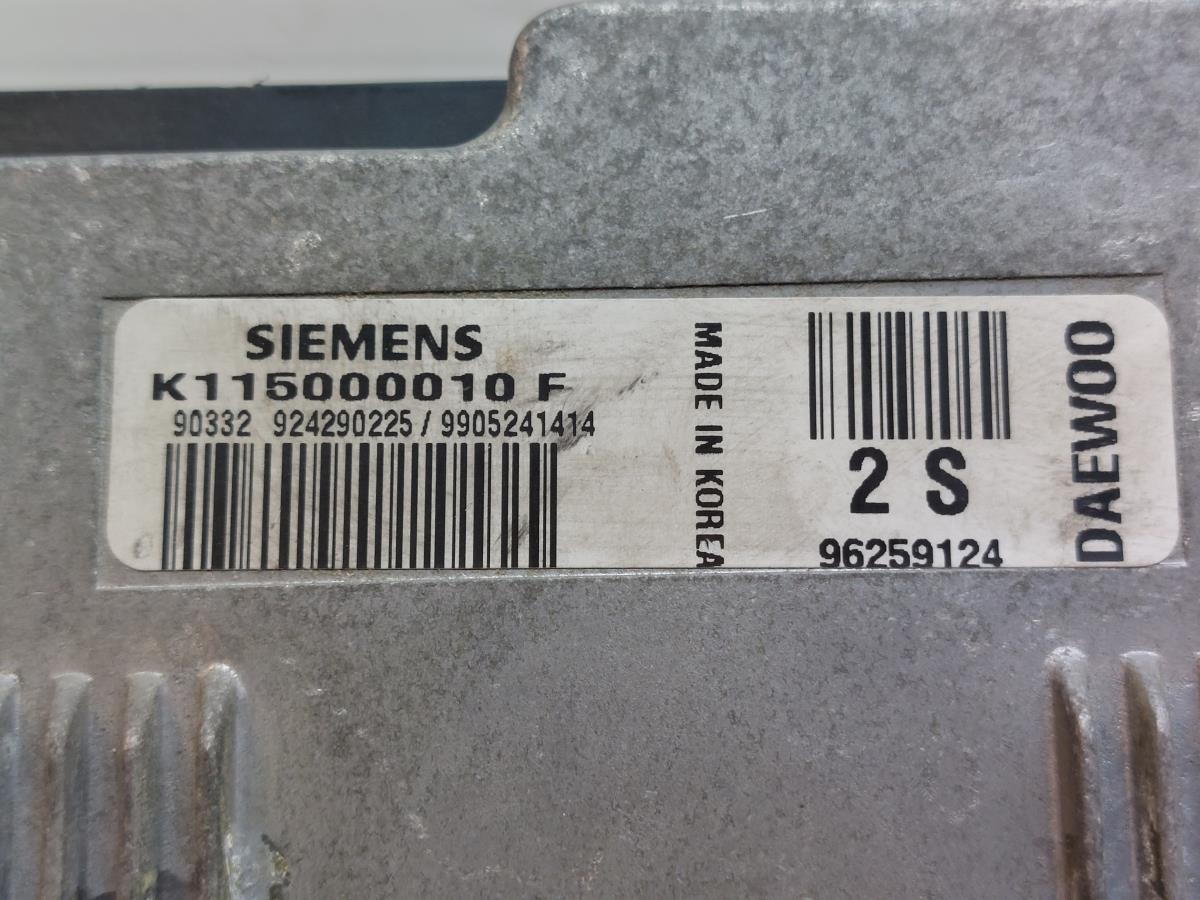 SIEMENS
K115000010 F
90332 924290225 / 9905241414
MADE IN KOREA
2 S
96259124
DAEWOO